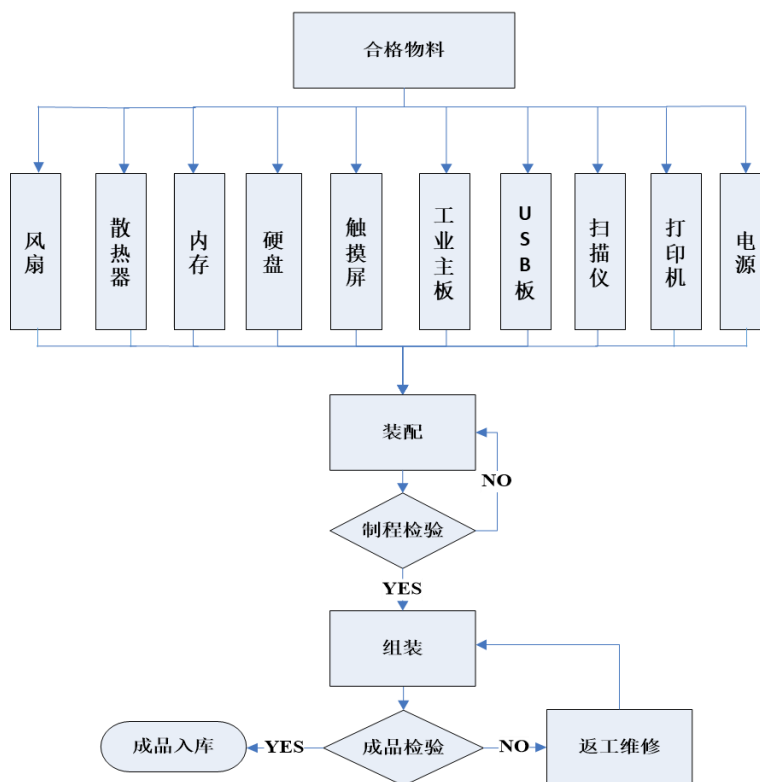 合格物料
风扇
散热器
内存
硬盘
触摸屏
工业主板
USB板
扫描仪
打印机
电源
装配
NO
制程检验
YES
组装
成品入库
YES
成品检验
NO
返工维修